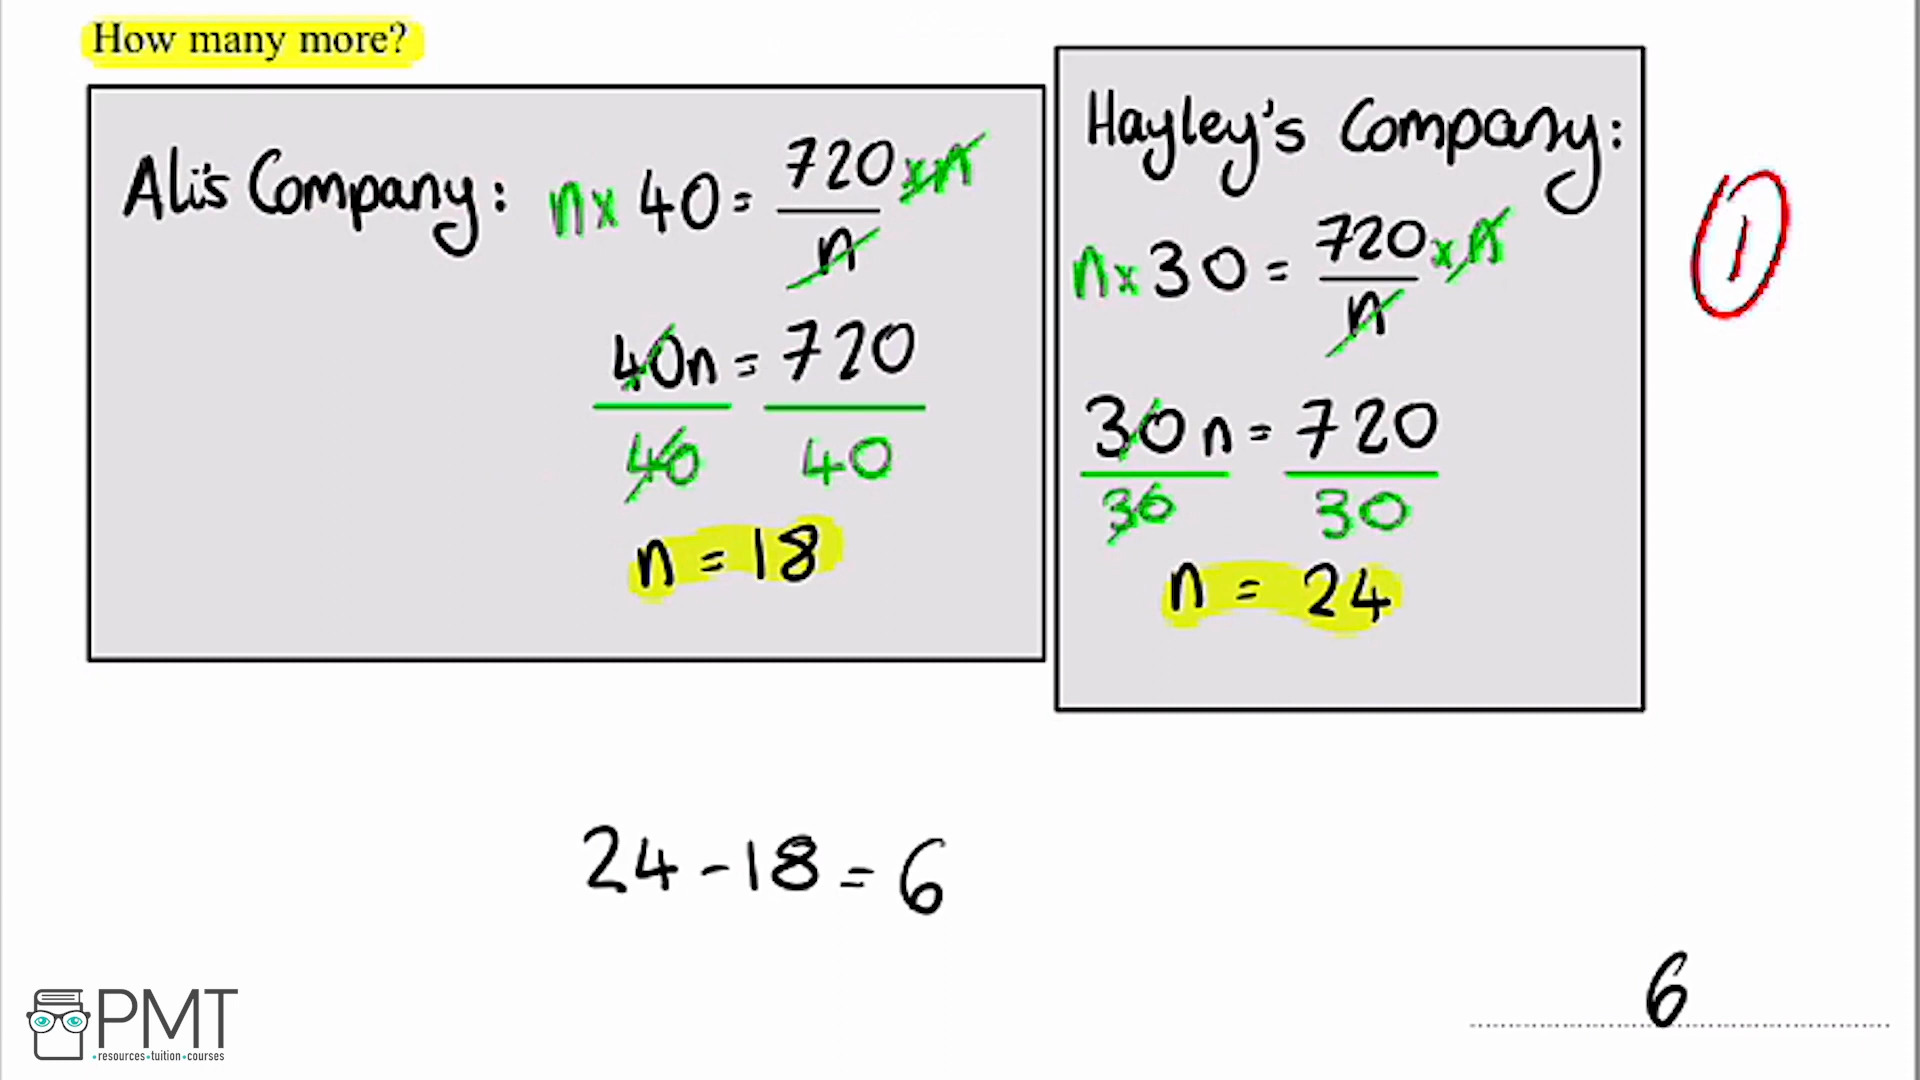 How many more?
Ali's Company: n× 40 = 720/n ×n
40n = 720
40 40
n = 18
Hayley's Company:
n× 30 = 720/n ×n
30n = 720
30 30
n = 24
1
24 - 18 = 6
6
PMT
resources tuition courses